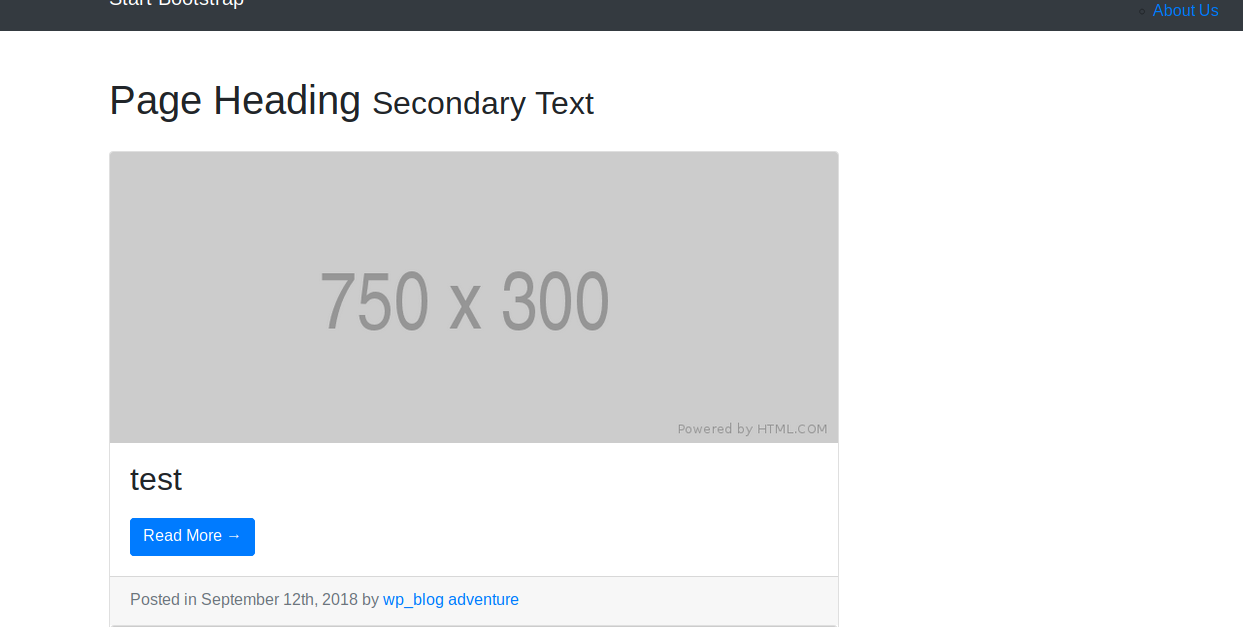 Start Bootstrap
About Us
Page Heading Secondary Text
750 x 300
Powered by HTML.COM
test
Read More →
Posted in September 12th, 2018 by wp_blog adventure